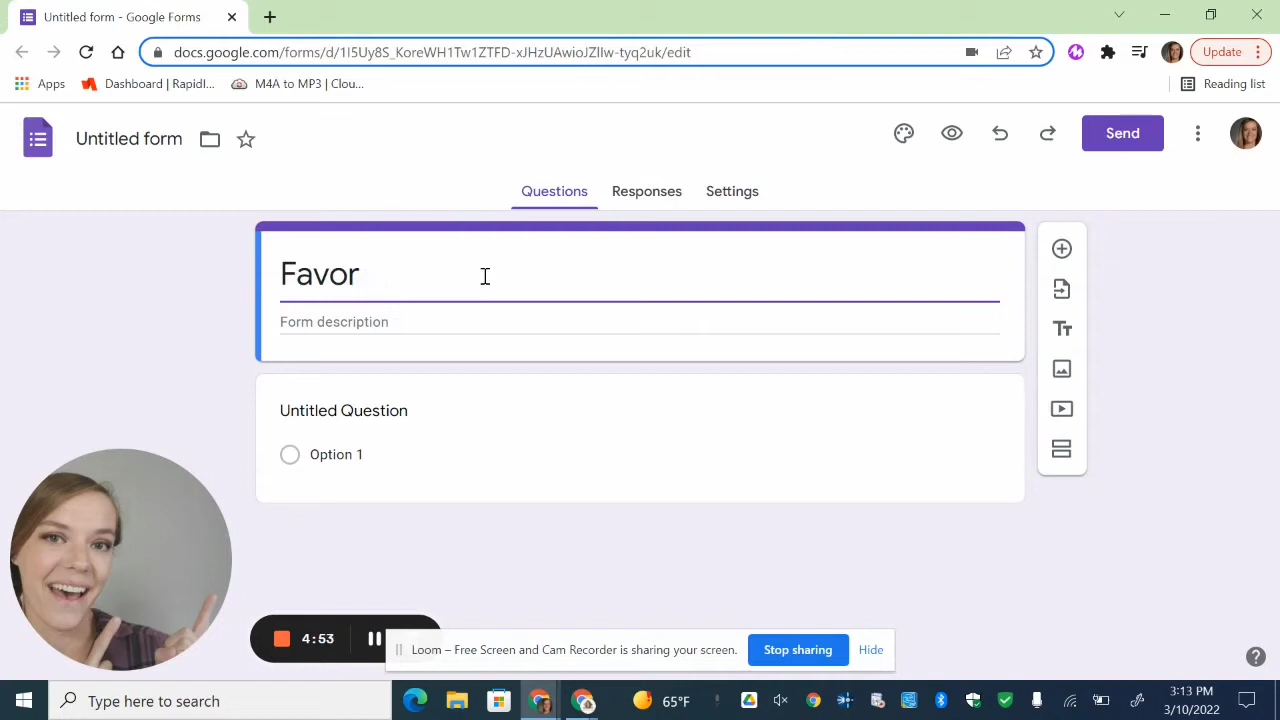 Untitled form - Google Forms
docs.google.com/forms/d/1I5Uy8S_KoreWH1Tw1ZTFD-xJHzUAwioJZIlw-tyq2uk/edit
Update
Apps
Dashboard | Rapidl...
M4A to MP3 | Clou...
Reading list
Untitled form
Send
Questions
Responses
Settings
Favor
Form description
Tт
Untitled Question
Option 1
4:53
Loom – Free Screen and Cam Recorder is sharing your screen.
Stop sharing
Hide
Type here to search
65°F
3:13 PM
3/10/2022